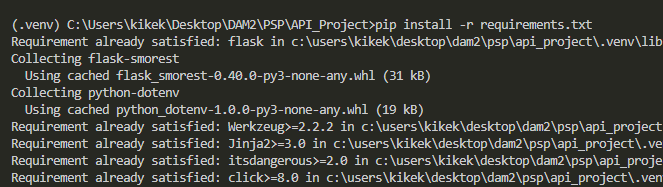 (.venv) C:\Users\kikek\Desktop\DAM2\PSP\API_Project>pip install -r requirements.txt
Requirement already satisfied: flask in c:\users\kikek\desktop\dam2\psp\api_project\.venv\lib
Collecting flask-smorest
  Using cached flask_smorest-0.40.0-py3-none-any.whl (31 kB)
Collecting python-dotenv
  Using cached python_dotenv-1.0.0-py3-none-any.whl (19 kB)
Requirement already satisfied: Werkzeug>=2.2.2 in c:\users\kikek\desktop\dam2\psp\api_project
Requirement already satisfied: Jinja2>=3.0 in c:\users\kikek\desktop\dam2\psp\api_project\.ve
Requirement already satisfied: itsdangerous>=2.0 in c:\users\kikek\desktop\dam2\psp\api_proje
Requirement already satisfied: click>=8.0 in c:\users\kikek\desktop\dam2\psp\api_project\.ven